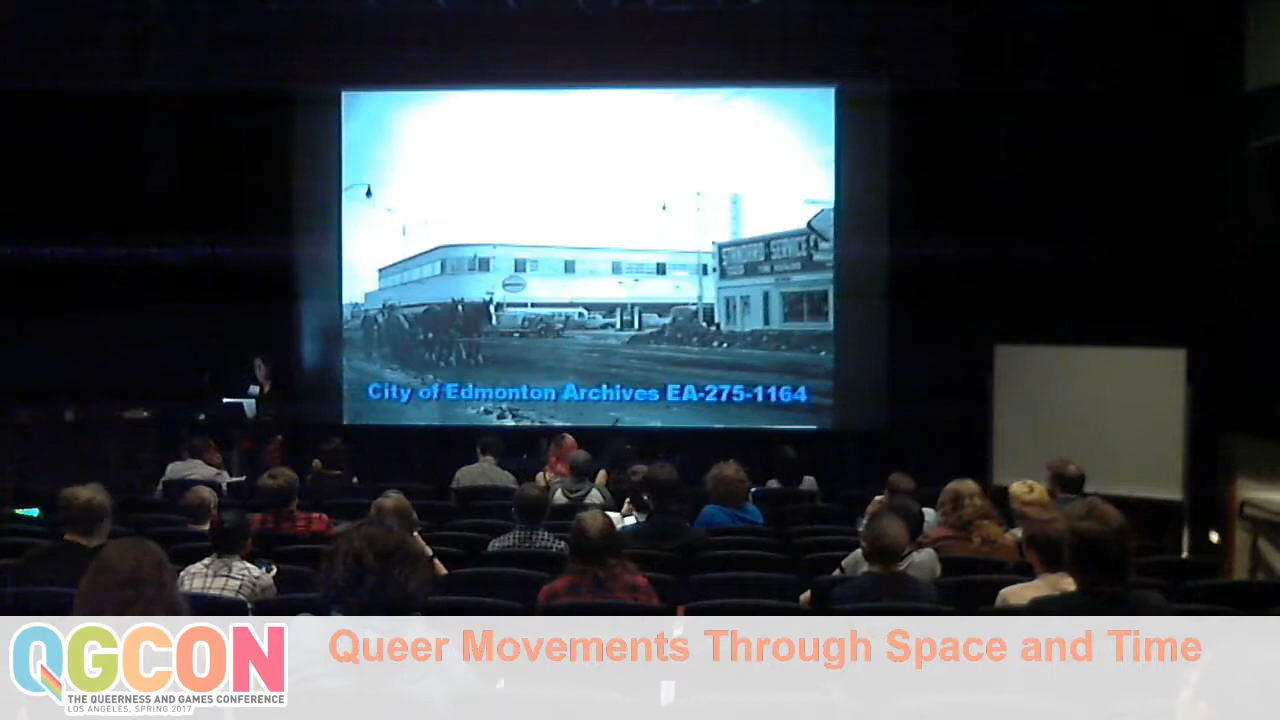 SERVICE
City of Edmonton Archives EA-275-1164
QGCON
THE QUEERNESS AND GAMES CONFERENCE
LOS ANGELES, SPRING 2017
Queer Movements Through Space and Time